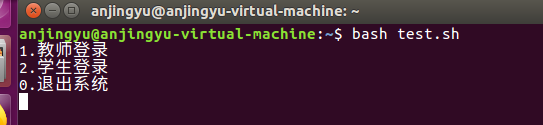 anjingyu@anjingyu-virtual-machine: ~
anjingyu@anjingyu-virtual-machine:~$ bash test.sh
1.教师登录
2.学生登录
0.退出系统